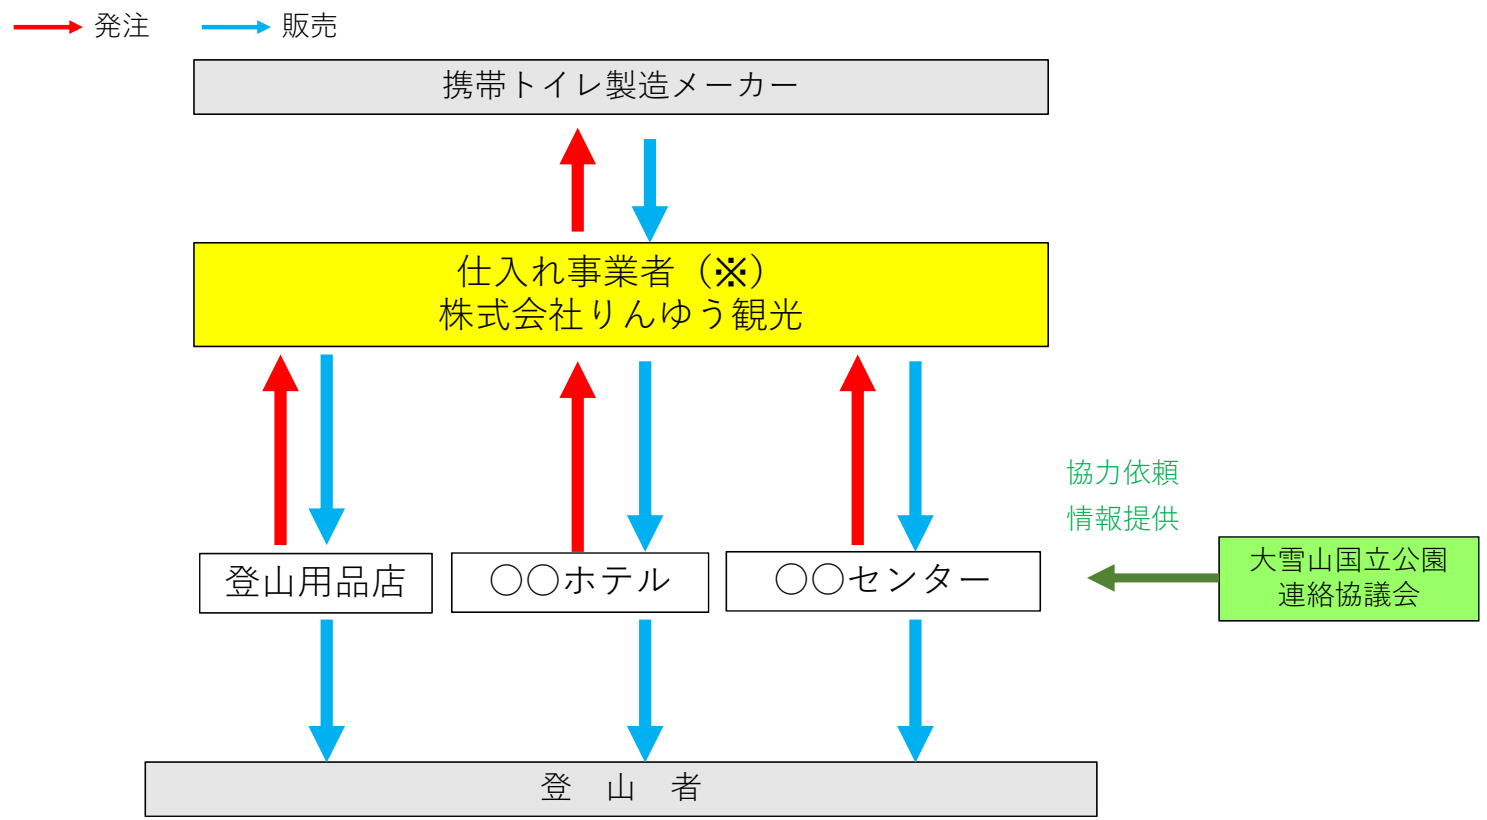 発注
販売
携帯トイレ製造メーカー
仕入れ事業者（※）
株式会社りんゆう観光
協力依頼
情報提供
登山用品店
〇〇ホテル
〇〇センター
大雪山国立公園
連絡協議会
登　山　者